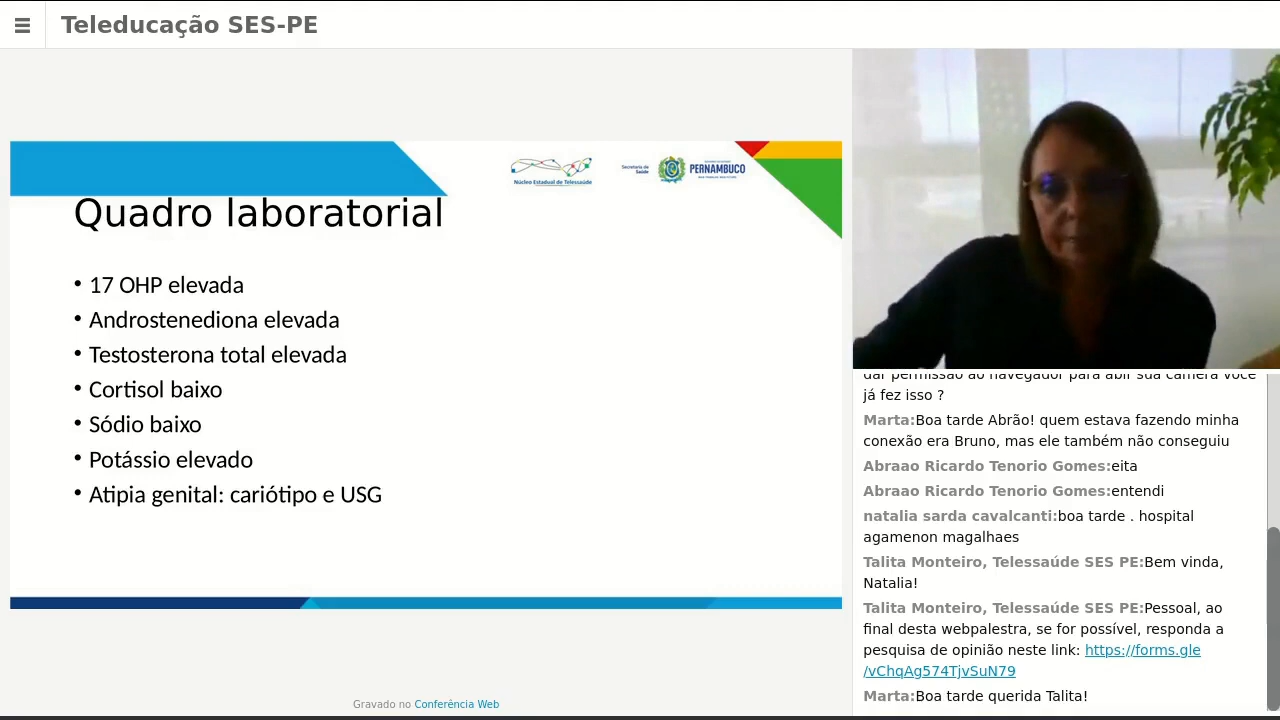 Teleducação SES-PE
Núcleo Estadual de Telessaúde
Secretaria de
Saúde
PERNAMBUCO
Quadro laboratorial
• 17 OHP elevada
• Androstenediona elevada
• Testosterona total elevada
• Cortisol baixo
• Sódio baixo
• Potássio elevado
• Atipia genital: cariótipo e USG
Gravado no Conferência Web
dar permissão ao navegador para abir sua camera você
já fez isso ?
Marta:Boa tarde Abrão! quem estava fazendo minha
conexão era Bruno, mas ele também não conseguiu
Abraao Ricardo Tenorio Gomes:eita
Abraao Ricardo Tenorio Gomes:entendi
natalia sarda cavalcanti:boa tarde . hospital
agamenon magalhaes
Talita Monteiro, Telessaúde SES PE:Bem vinda,
Natalia!
Talita Monteiro, Telessaúde SES PE:Pessoal, ao
final desta webpalestra, se for possível, responda a
pesquisa de opinião neste link: https://forms.gle
/vChqAg574TjvSuN79
Marta:Boa tarde querida Talita!